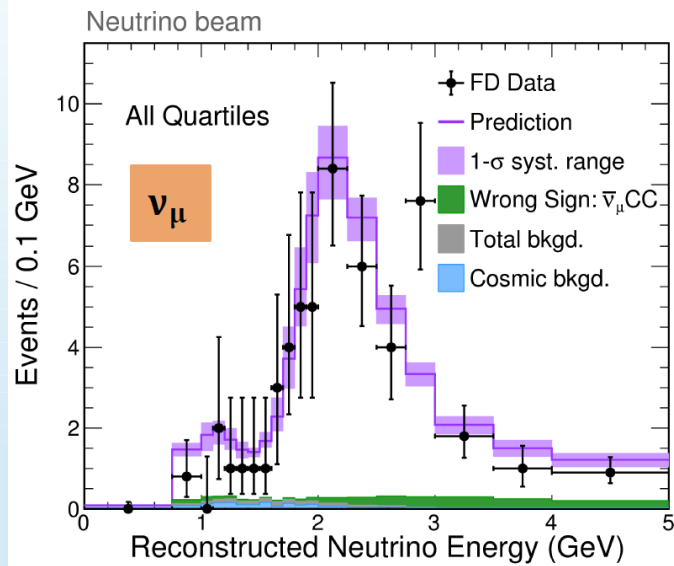 Neutrino beam
All Quartiles
νμ
FD Data
Prediction
1-σ syst. range
Wrong Sign: ν̅μCC
Total bkgd.
Cosmic bkgd.
Events / 0.1 GeV
10
8
6
4
2
0
0 1 2 3 4 5
Reconstructed Neutrino Energy (GeV)